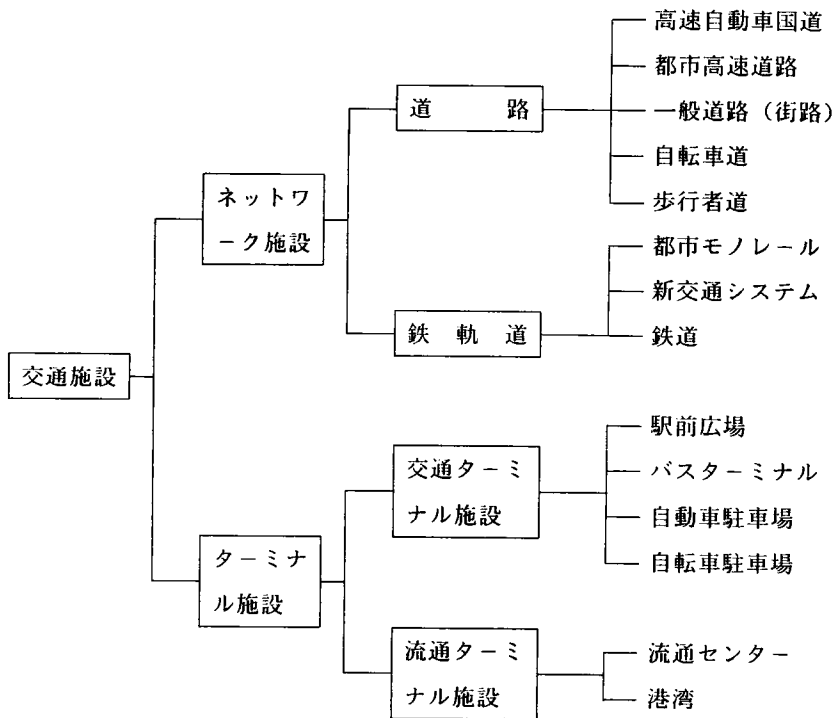 高速自動車国道
都市高速道路
道路
一般道路（街路）
自転車道
歩行者道
ネットワ
ーク施設
都市モノレール
新交通システム
鉄軌道
鉄道
交通施設
駅前広場
バスターミナル
自動車駐車場
自転車駐車場
交通ターミ
ナル施設
ターミナ
ル施設
流通ターミ
ナル施設
流通センター
港湾